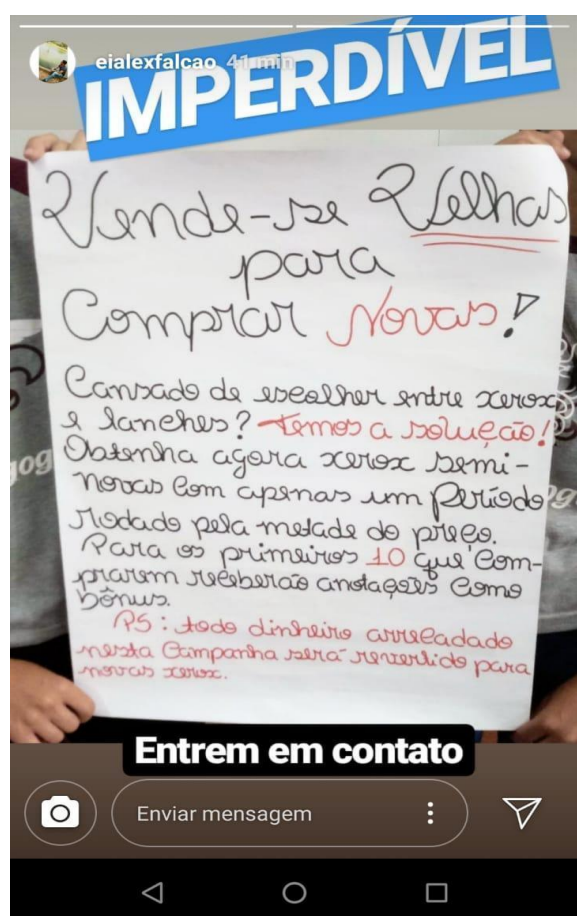 eialexfalcao 41 min
IMPERDÍVEL
Vende-se Velhas
para
Comprar Novas!
Cansado de escolher entre xerox
e lanches? Temos a solução!
Obtenha agora xerox semi-
novas com apenas um Período
rodado pela metade do preço.
Para os primeiros 10 que com-
prarem receberão anotações como
bônus.
PS: todo dinheiro arrecadado
nesta Campanha será revertido para
novas xerox.
Entrem em contato
Enviar mensagem